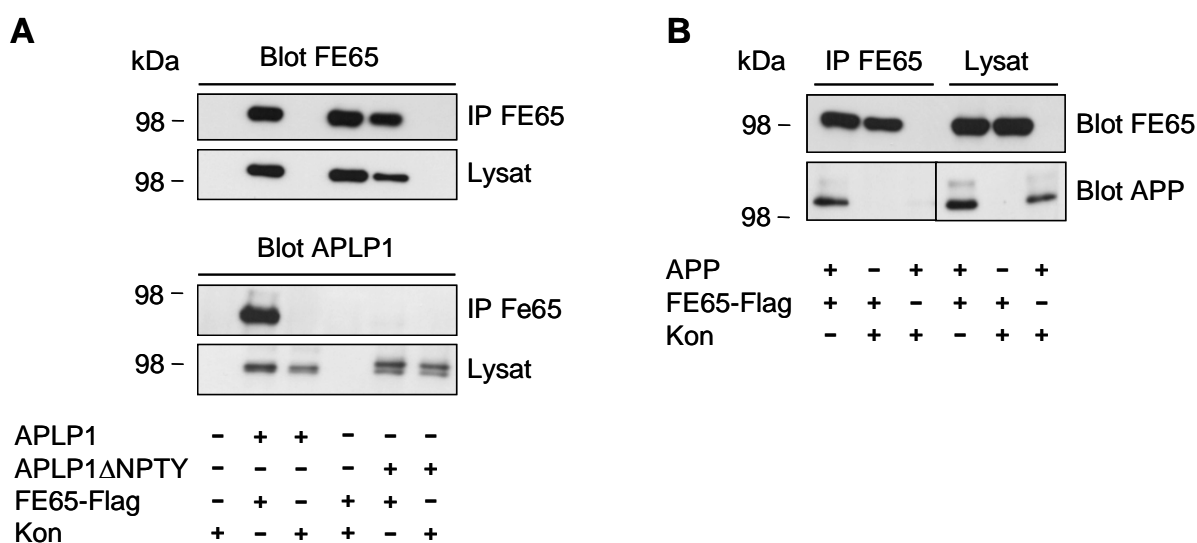 A
Blot FE65
kDa
98 –
IP FE65
98 –
Lysat
Blot APLP1
98 –
IP Fe65
98 –
Lysat
APLP1 – + + – – –
APLP1ΔNPTY – – – – + +
FE65-Flag – + – + + –
Kon + – + + – +
B
kDa
IP FE65 Lysat
98 –
Blot FE65
98 –
Blot APP
APP + – + + – +
FE65-Flag + + – + + –
Kon – + + – + +